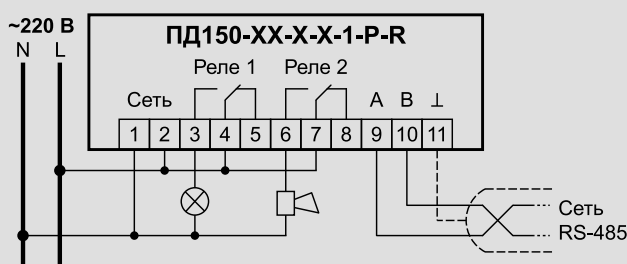 ~220 В
N L
ПД150-ХХ-Х-Х-1-Р-R
Реле 1 Реле 2
Сеть A B ⊥
1 2 3 4 5 6 7 8 9 10 11
Сеть
RS-485